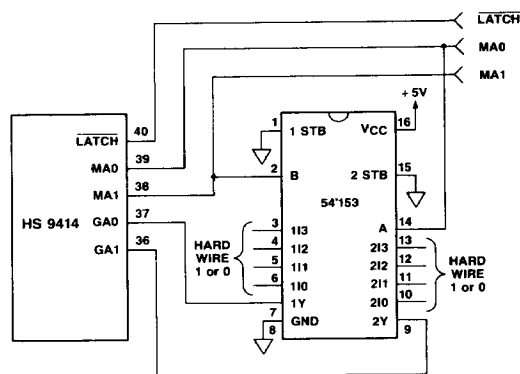 LATCH
MA0
MA1
+ 5V
HS 9414
LATCH
40
MA0
39
MA1
38
GA0
37
GA1
36
54'153
1
1 STB
VCC
16
2
B
2 STB
15
A
14
3
1I3
4
1I2
5
1I1
6
1I0
1Y
7
GND
8
2I3
13
2I2
12
2I1
11
2I0
10
2Y
9
HARD
WIRE
1 or 0
HARD
WIRE
1 or 0